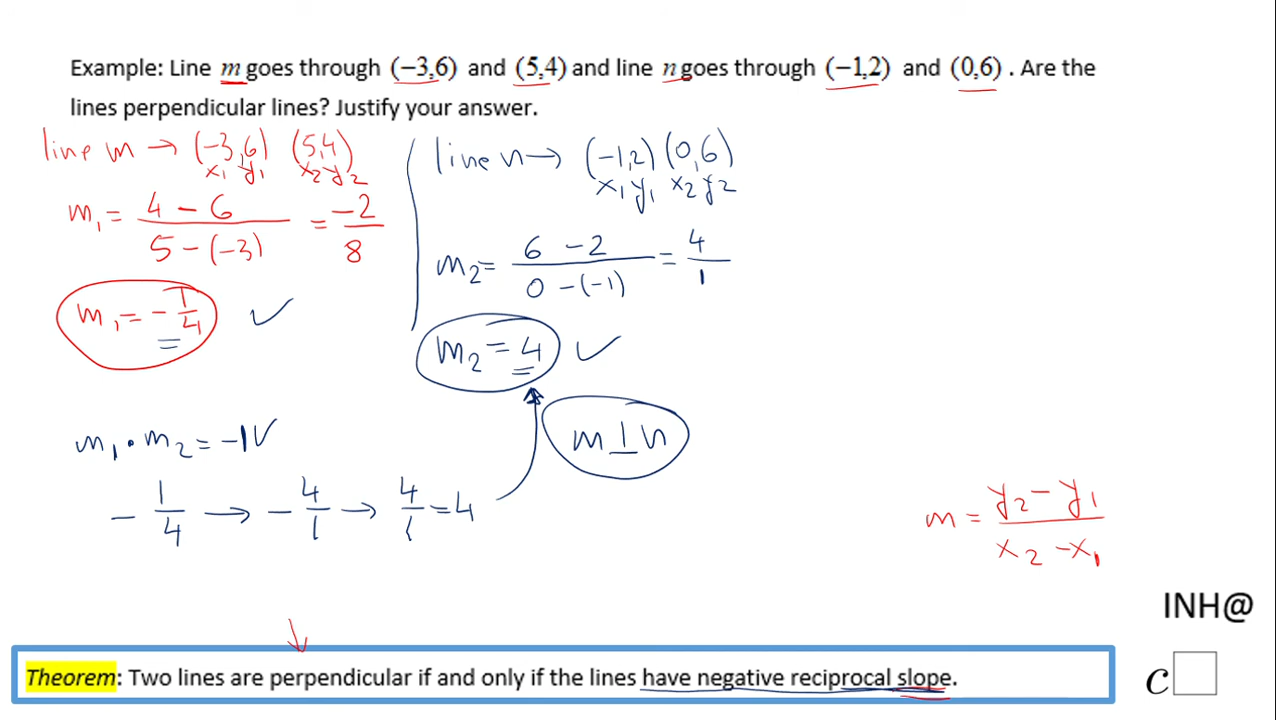 Example: Line m goes through (−3,6) and (5,4) and line n goes through (−1,2) and (0,6) . Are the
lines perpendicular lines? Justify your answer.
line m → (−3,6) (5,4)
x₁ y₁ x₂ y₂
m₁ = 4 − 6 / 5 − (−3) = −2 / 8
m₁ = − 1/4 ✓
line n → (−1,2) (0,6)
x₁ y₁ x₂ y₂
m₂ = 6 − 2 / 0 − (−1) = 4 / 1
m₂ = 4 ✓
m ⊥ n
m₁ • m₂ = −1 ✓
− 1/4 → − 4/1 → 4/1 = 4
m = y₂ − y₁ / x₂ − x₁
INH@
c
Theorem: Two lines are perpendicular if and only if the lines have negative reciprocal slope.